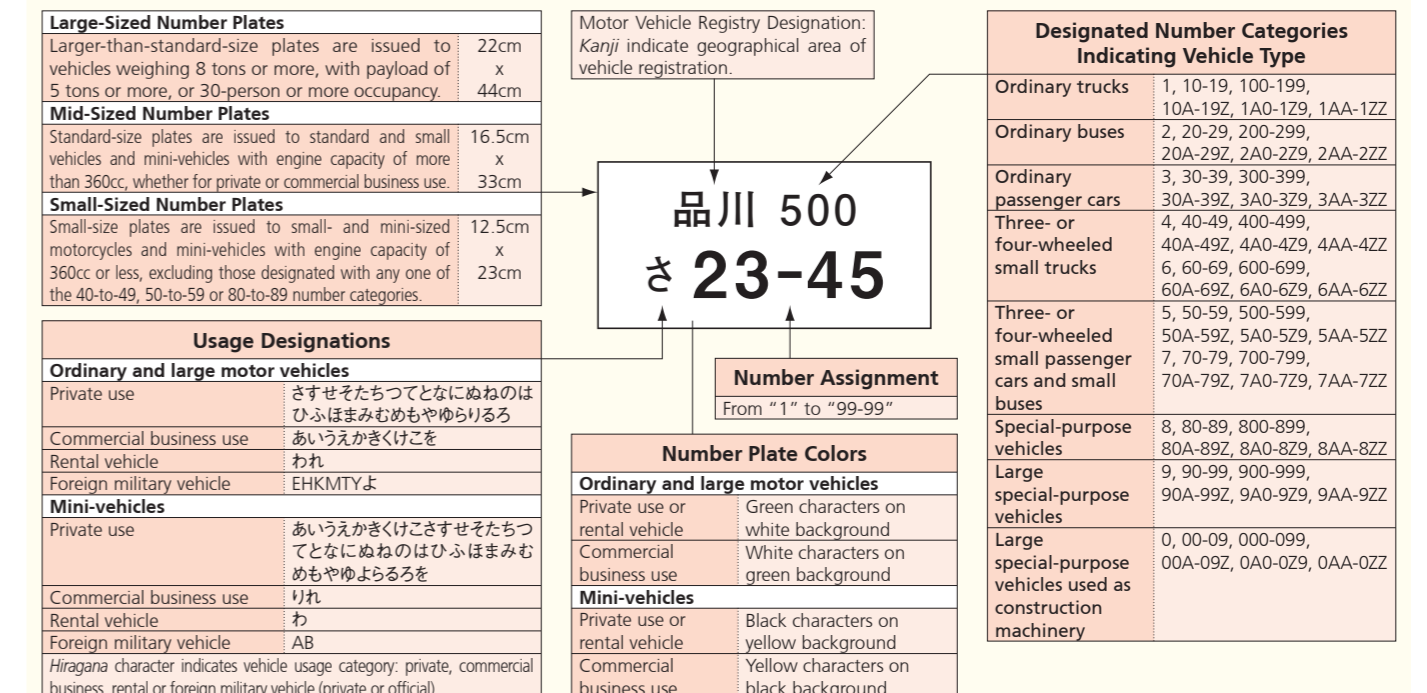 Large-Sized Number Plates
Larger-than-standard-size plates are issued to
vehicles weighing 8 tons or more, with payload of
5 tons or more, or 30-person or more occupancy.
22cm
x
44cm
Mid-Sized Number Plates
Standard-size plates are issued to standard and small
vehicles and mini-vehicles with engine capacity of more
than 360cc, whether for private or commercial business use.
16.5cm
x
33cm
Small-Sized Number Plates
Small-size plates are issued to small- and mini-sized
motorcycles and mini-vehicles with engine capacity of
360cc or less, excluding those designated with any one of
the 40-to-49, 50-to-59 or 80-to-89 number categories.
12.5cm
x
23cm
Usage Designations
Ordinary and large motor vehicles
Private use
さすせそたちつてとなにぬねのは
ひふほまみむめもやゆらりるろ
Commercial business use
あいうえかきくけこを
Rental vehicle
われ
Foreign military vehicle
EHKMTYよ
Mini-vehicles
Private use
あいうえかきくけこさすせそたちつ
てとなにぬねのはひふほまみむ
めもやゆよらるろを
Commercial business use
りれ
Rental vehicle
わ
Foreign military vehicle
AB
Hiragana character indicates vehicle usage category: private, commercial
business, rental or foreign military vehicle (private or official)
Motor Vehicle Registry Designation:
Kanji indicate geographical area of
vehicle registration.
品川 500
さ 23-45
Number Assignment
From “1” to “99-99”
Number Plate Colors
Ordinary and large motor vehicles
Private use or
rental vehicle
Green characters on
white background
Commercial
business use
White characters on
green background
Mini-vehicles
Private use or
rental vehicle
Black characters on
yellow background
Commercial
business use
Yellow characters on
black background
Designated Number Categories
Indicating Vehicle Type
Ordinary trucks
1, 10-19, 100-199,
10A-19Z, 1A0-1Z9, 1AA-1ZZ
Ordinary buses
2, 20-29, 200-299,
20A-29Z, 2A0-2Z9, 2AA-2ZZ
Ordinary
passenger cars
3, 30-39, 300-399,
30A-39Z, 3A0-3Z9, 3AA-3ZZ
Three- or
four-wheeled
small trucks
4, 40-49, 400-499,
40A-49Z, 4A0-4Z9, 4AA-4ZZ
6, 60-69, 600-699,
60A-69Z, 6A0-6Z9, 6AA-6ZZ
Three- or
four-wheeled
small passenger
cars and small
buses
5, 50-59, 500-599,
50A-59Z, 5A0-5Z9, 5AA-5ZZ
7, 70-79, 700-799,
70A-79Z, 7A0-7Z9, 7AA-7ZZ
Special-purpose
vehicles
8, 80-89, 800-899,
80A-89Z, 8A0-8Z9, 8AA-8ZZ
Large
special-purpose
vehicles
9, 90-99, 900-999,
90A-99Z, 9A0-9Z9, 9AA-9ZZ
Large
special-purpose
vehicles used as
construction
machinery
0, 00-09, 000-099,
00A-09Z, 0A0-0Z9, 0AA-0ZZ